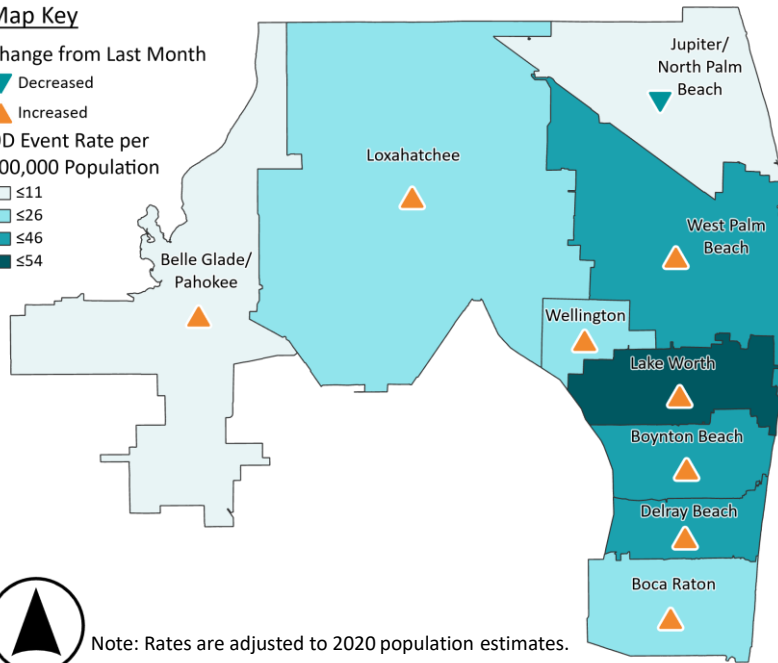 Map Key
hange from Last Month
Decreased
Increased
D Event Rate per
00,000 Population
≤11
≤26
≤46
≤54
Jupiter/
North Palm
Beach
Loxahatchee
West Palm
Beach
Belle Glade/
Pahokee
Wellington
Lake Worth
Boynton Beach
Delray Beach
Boca Raton
Note: Rates are adjusted to 2020 population estimates.